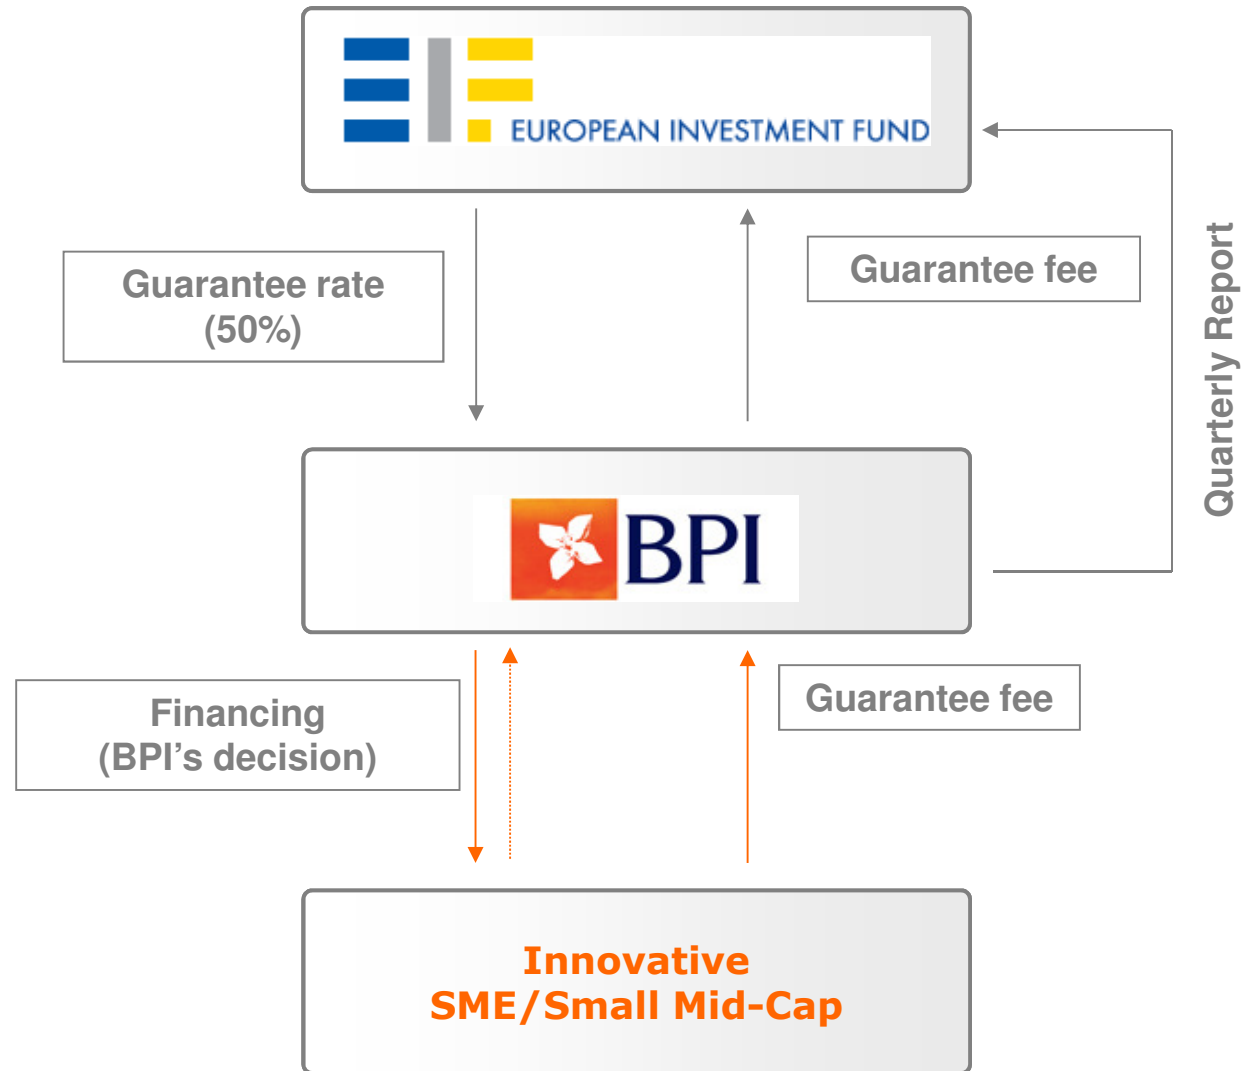 EIF
EUROPEAN INVESTMENT FUND
Guarantee rate
(50%)
Guarantee fee
Quarterly Report
BPI
Financing
(BPI’s decision)
Guarantee fee
Innovative
SME/Small Mid-Cap